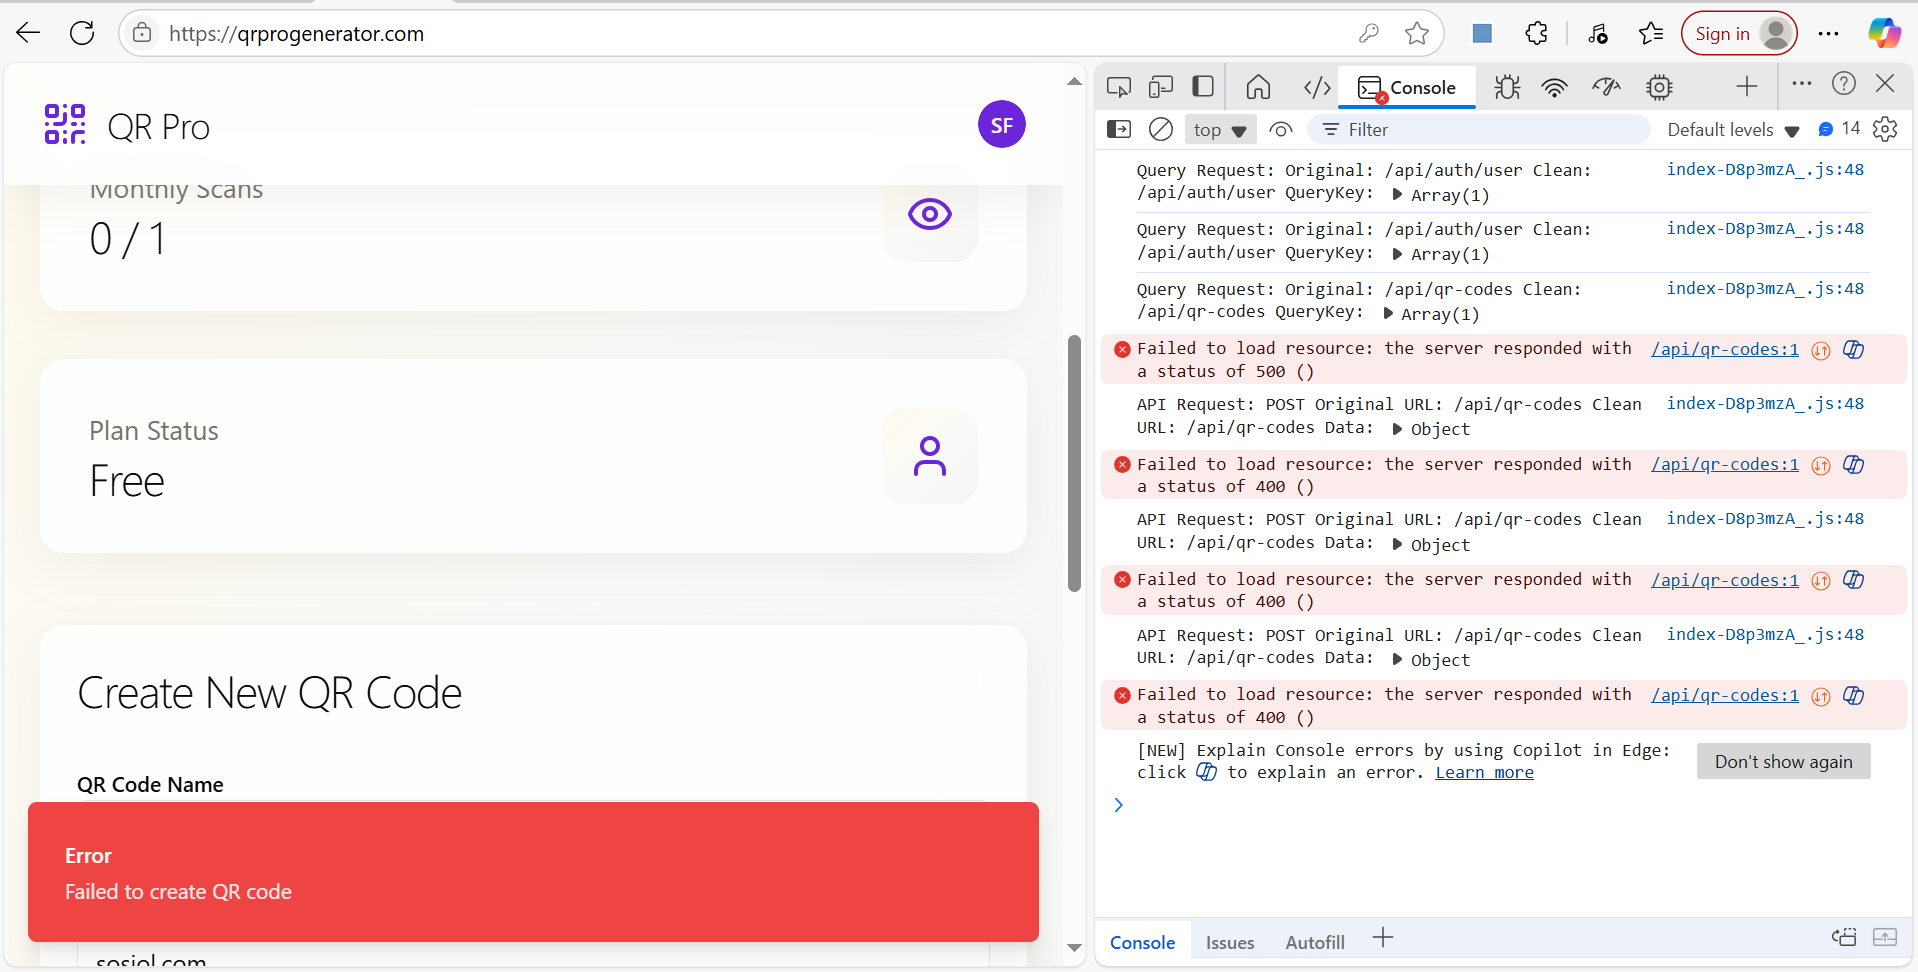 https://qrprogenerator.com
Sign in
QR Pro
SF
Monthly Scans
0 / 1
Plan Status
Free
Create New QR Code
QR Code Name
Error
Failed to create QR code
sosiol.com
Console
top
Filter
Default levels
14
Query Request: Original: /api/auth/user Clean: index-D8p3mzA_.js:48
/api/auth/user QueryKey: Array(1)
Query Request: Original: /api/auth/user Clean: index-D8p3mzA_.js:48
/api/auth/user QueryKey: Array(1)
Query Request: Original: /api/qr-codes Clean: index-D8p3mzA_.js:48
/api/qr-codes QueryKey: Array(1)
Failed to load resource: the server responded with /api/qr-codes:1
a status of 500 ()
API Request: POST Original URL: /api/qr-codes Clean index-D8p3mzA_.js:48
URL: /api/qr-codes Data: Object
Failed to load resource: the server responded with /api/qr-codes:1
a status of 400 ()
API Request: POST Original URL: /api/qr-codes Clean index-D8p3mzA_.js:48
URL: /api/qr-codes Data: Object
Failed to load resource: the server responded with /api/qr-codes:1
a status of 400 ()
API Request: POST Original URL: /api/qr-codes Clean index-D8p3mzA_.js:48
URL: /api/qr-codes Data: Object
Failed to load resource: the server responded with /api/qr-codes:1
a status of 400 ()
[NEW] Explain Console errors by using Copilot in Edge:
click to explain an error. Learn more
Don't show again
Console Issues Autofill